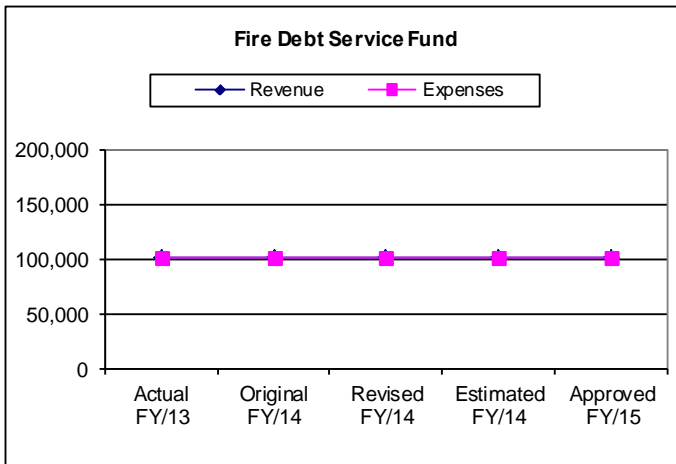 Fire Debt Service Fund
Revenue Expenses
200,000
150,000
100,000
50,000
0
Actual Original Revised Estimated Approved
FY/13 FY/14 FY/14 FY/14 FY/15